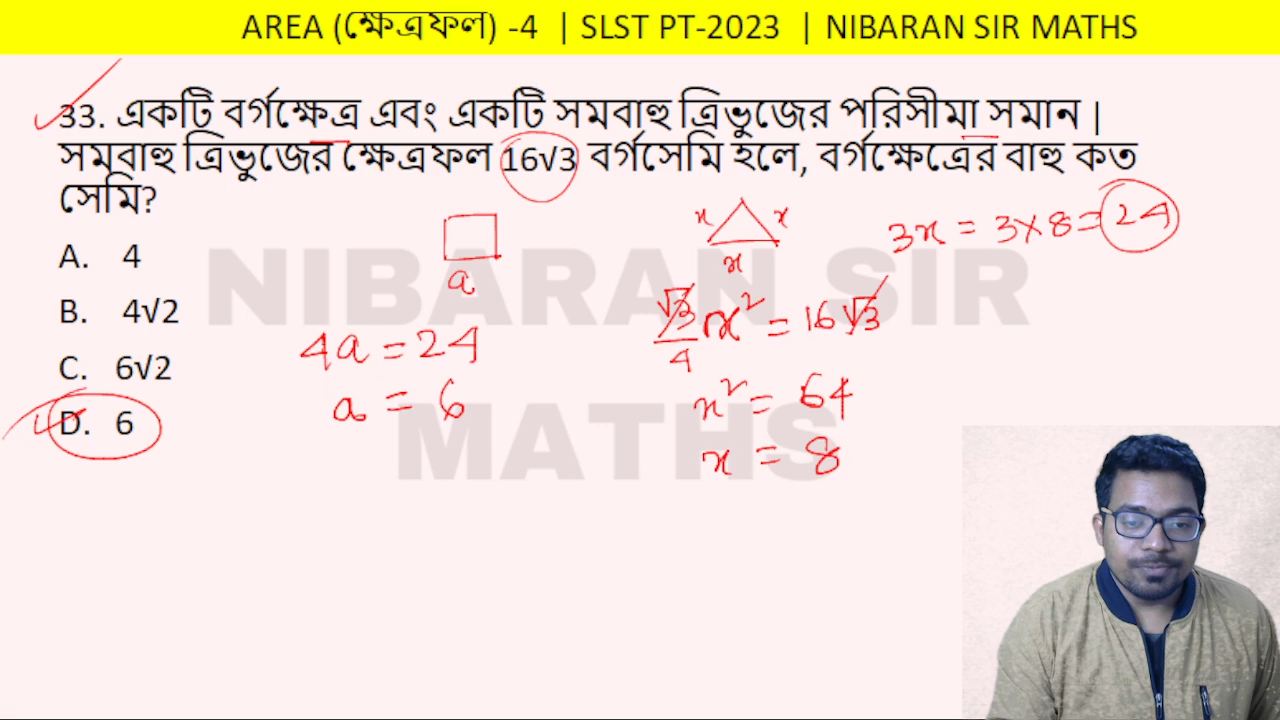 AREA (ক্ষেত্রফল) -4 | SLST PT-2023 | NIBARAN SIR MATHS
33. একটি বর্গক্ষেত্র এবং একটি সমবাহু ত্রিভুজের পরিসীমা সমান।
সমবাহু ত্রিভুজের ক্ষেত্রফল 16√3 বর্গসেমি হলে, বর্গক্ষেত্রের বাহু কত
সেমি?
A. 4
B. 4√2
C. 6√2
D. 6
a
4a = 24
a = 6
x x
x
√3/4 x² = 16√3
x² = 64
x = 8
3x = 3×8 = 24
NIBARAN SIR
MATHS